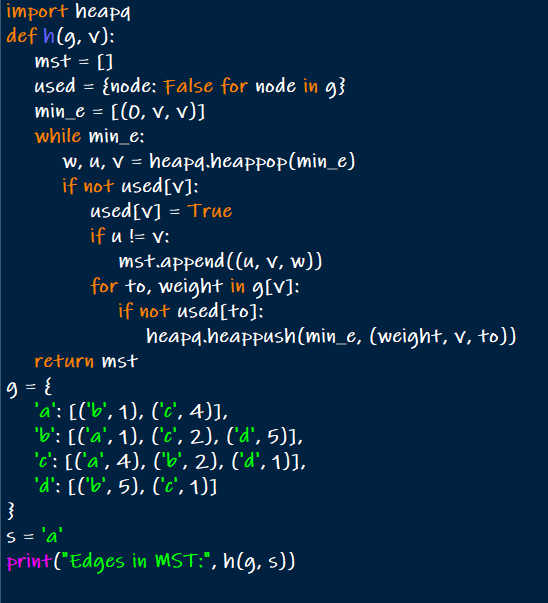 import heapq
def h(g, v):
    mst = []
    used = {node: False for node in g}
    min_e = [(0, v, v)]
    while min_e:
        w, u, v = heapq.heappop(min_e)
        if not used[v]:
            used[v] = True
            if u != v:
                mst.append((u, v, w))
            for to, weight in g[v]:
                if not used[to]:
                    heapq.heappush(min_e, (weight, v, to))
    return mst
g = {
    'a': [('b', 1), ('c', 4)],
    'b': [('a', 1), ('c', 2), ('d', 5)],
    'c': [('a', 4), ('b', 2), ('d', 1)],
    'd': [('b', 5), ('c', 1)]
}
s = 'a'
print("Edges in MST:", h(g, s))